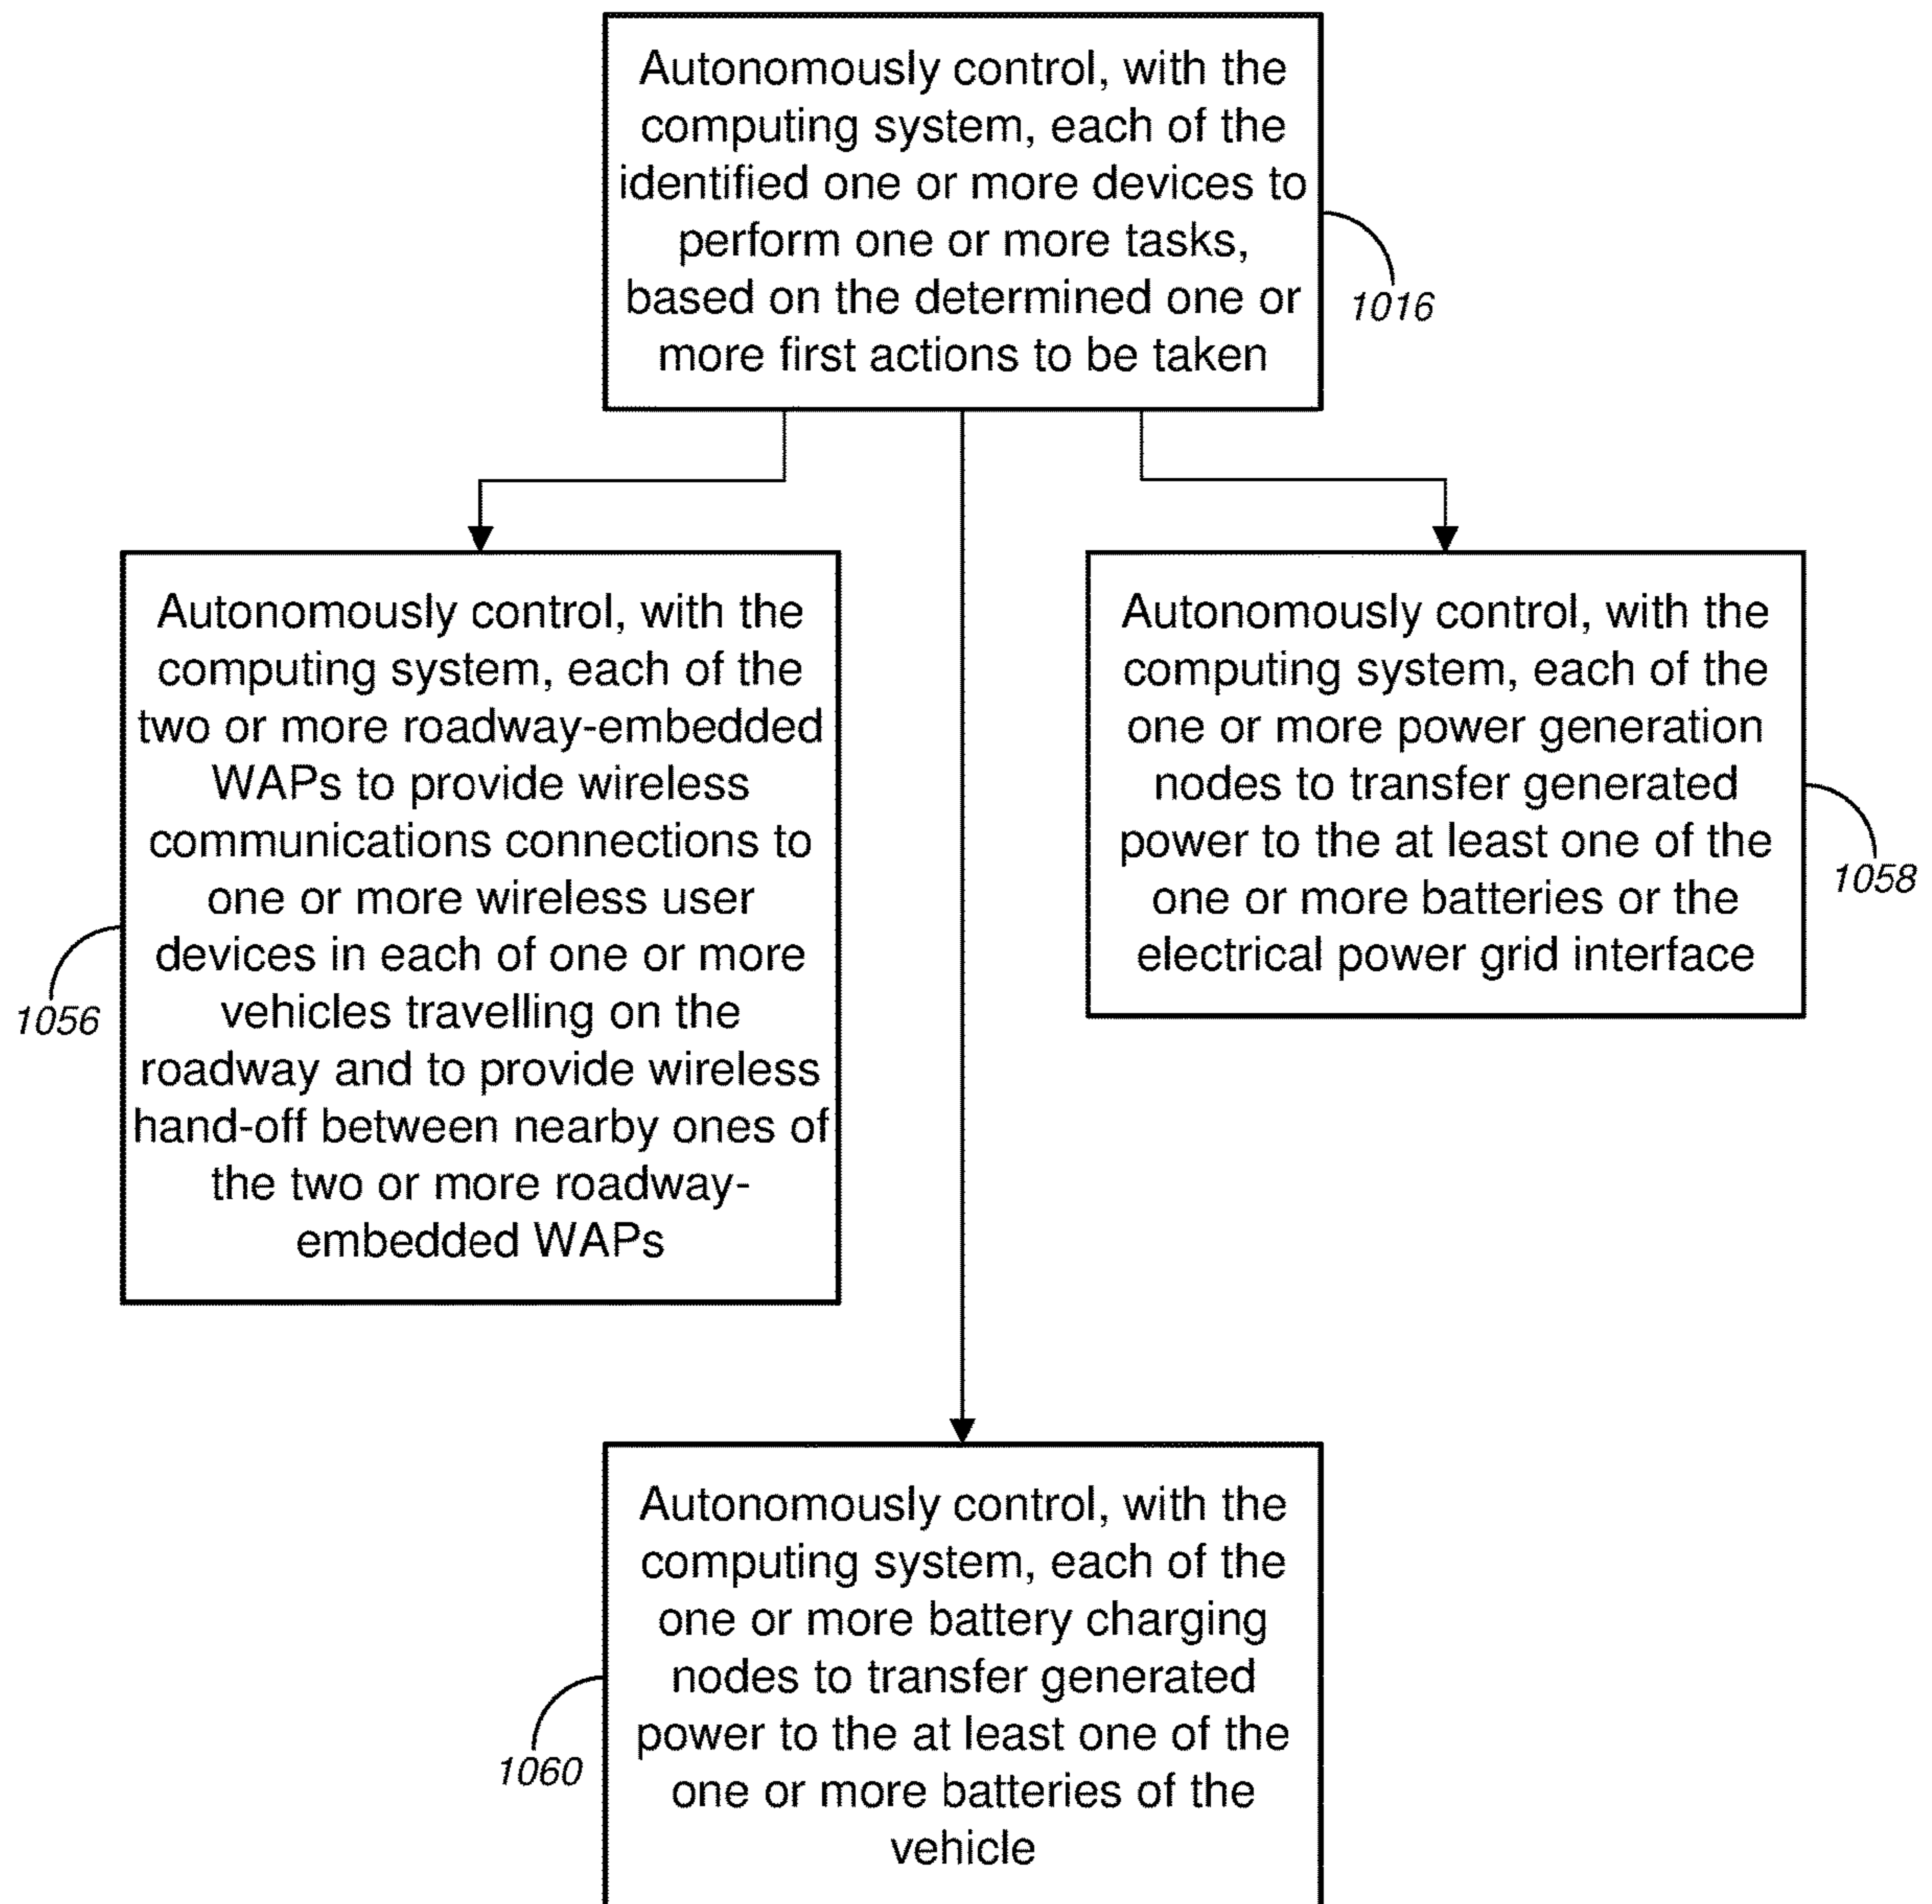 Autonomously control, with the
computing system, each of the
identified one or more devices to
perform one or more tasks,
based on the determined one or
more first actions to be taken
1016
Autonomously control, with the
computing system, each of the
two or more roadway-embedded
WAPs to provide wireless
communications connections to
one or more wireless user
devices in each of one or more
vehicles travelling on the
roadway and to provide wireless
hand-off between nearby ones of
the two or more roadway-
embedded WAPs
1056
Autonomously control, with the
computing system, each of the
one or more power generation
nodes to transfer generated
power to the at least one of the
one or more batteries or the
electrical power grid interface
1058
Autonomously control, with the
computing system, each of the
one or more battery charging
nodes to transfer generated
power to the at least one of the
one or more batteries of the
vehicle
1060